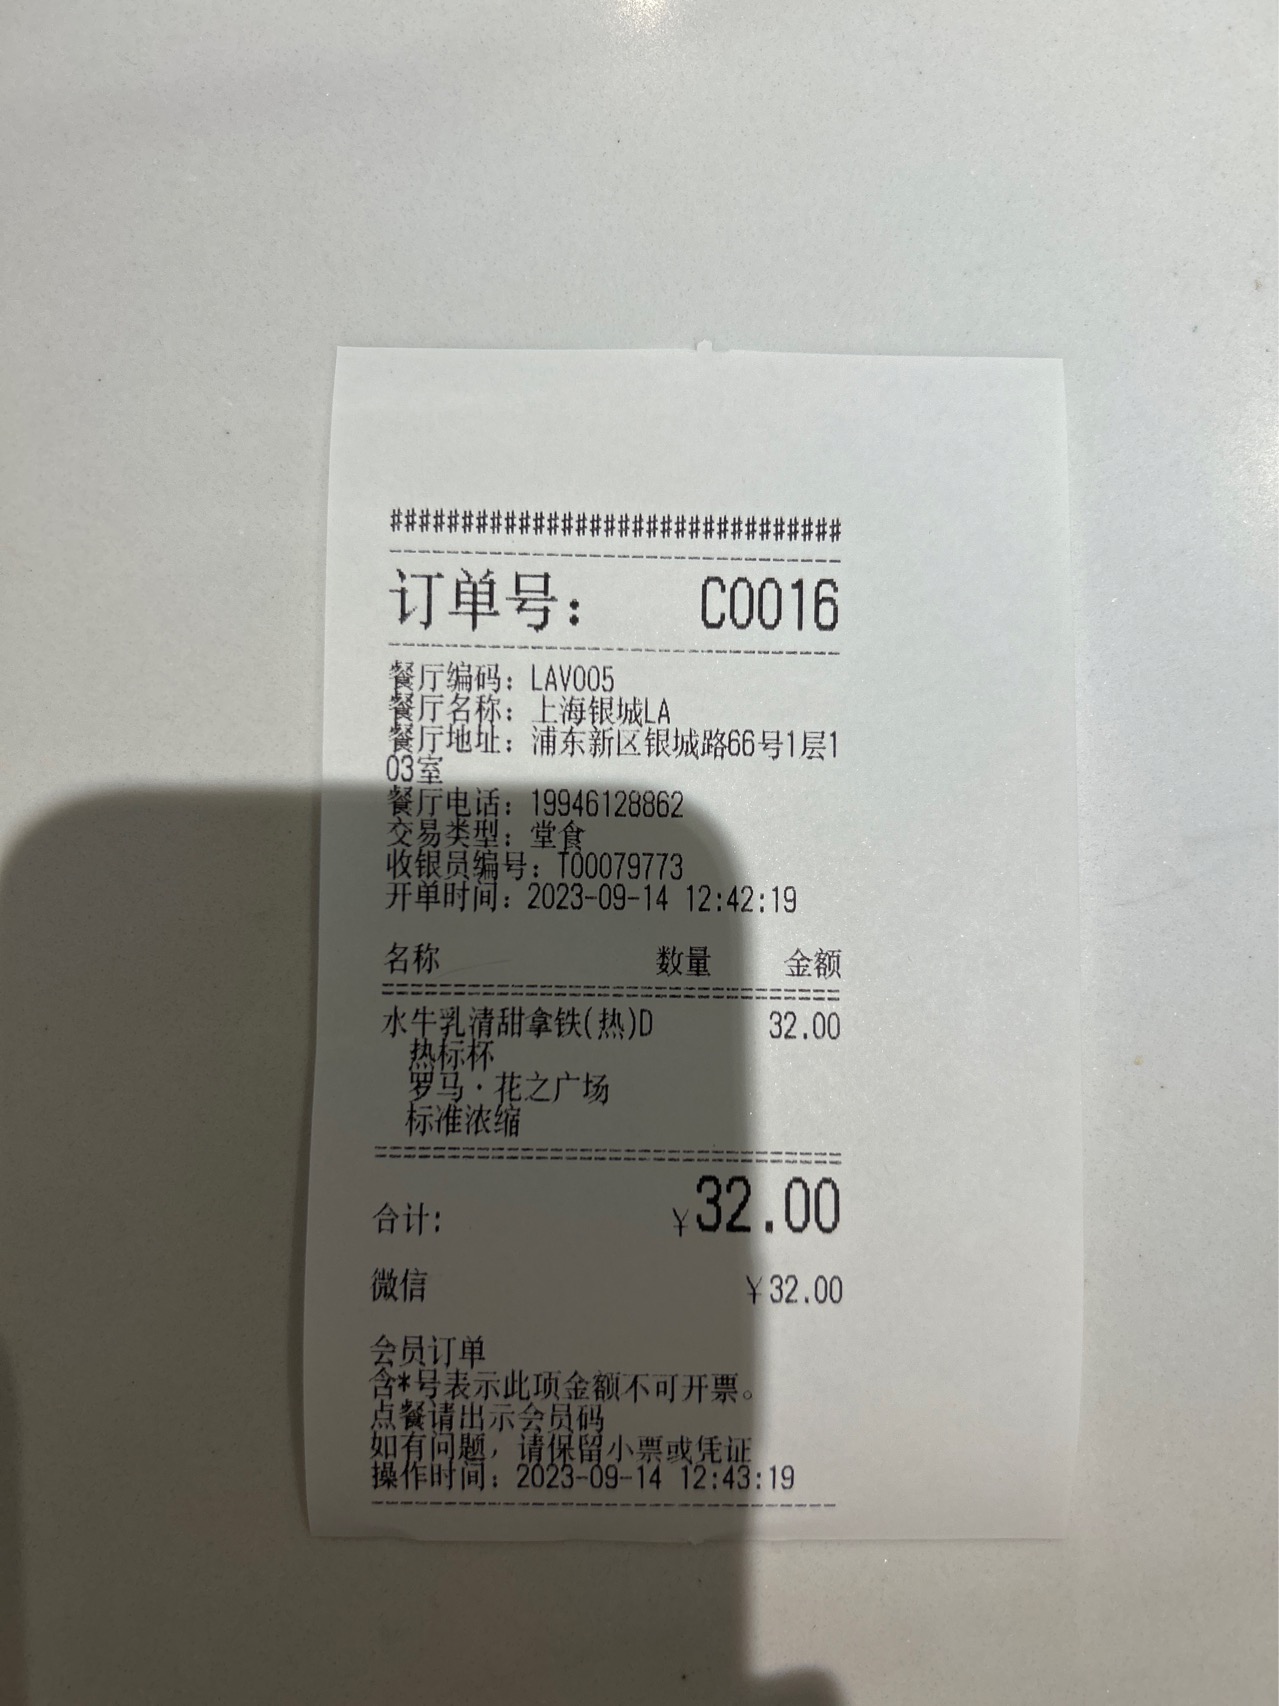 ################################
订单号： C0016
餐厅编码：LAV005
餐厅名称：上海银城LA
餐厅地址：浦东新区银城路66号1层1
03室
餐厅电话：19946128862
交易类型：堂食
收银员编号：T00079773
开单时间：2023-09-14 12:42:19
名称 数量 金额
水牛乳清甜拿铁(热)D 32.00
热标杯
罗马·花之广场
标准浓缩
合计： ¥32.00
微信 ¥32.00
会员订单
含*号表示此项金额不可开票。
点餐请出示会员码
如有问题，请保留小票或凭证
操作时间：2023-09-14 12:43:19